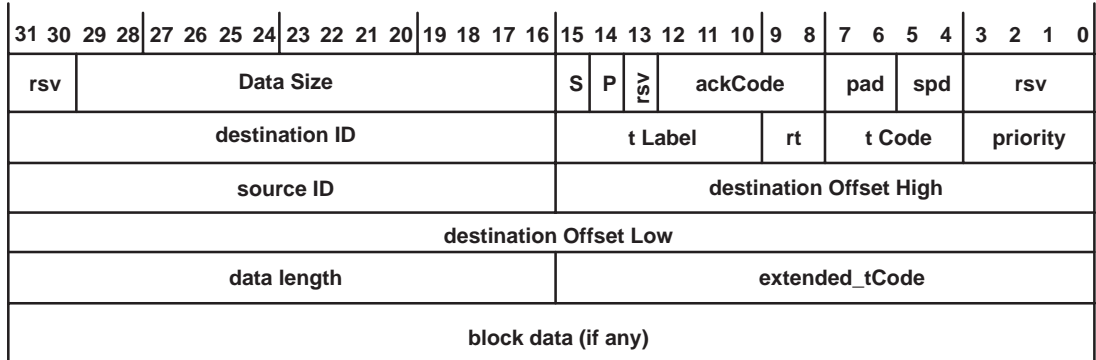 31 30 29 28 27 26 25 24 23 22 21 20 19 18 17 16 15 14 13 12 11 10 9 8 7 6 5 4 3 2 1 0
rsv Data Size S P rsv ackCode pad spd rsv
destination ID t Label rt t Code priority
source ID destination Offset High
destination Offset Low
data length extended_tCode
block data (if any)